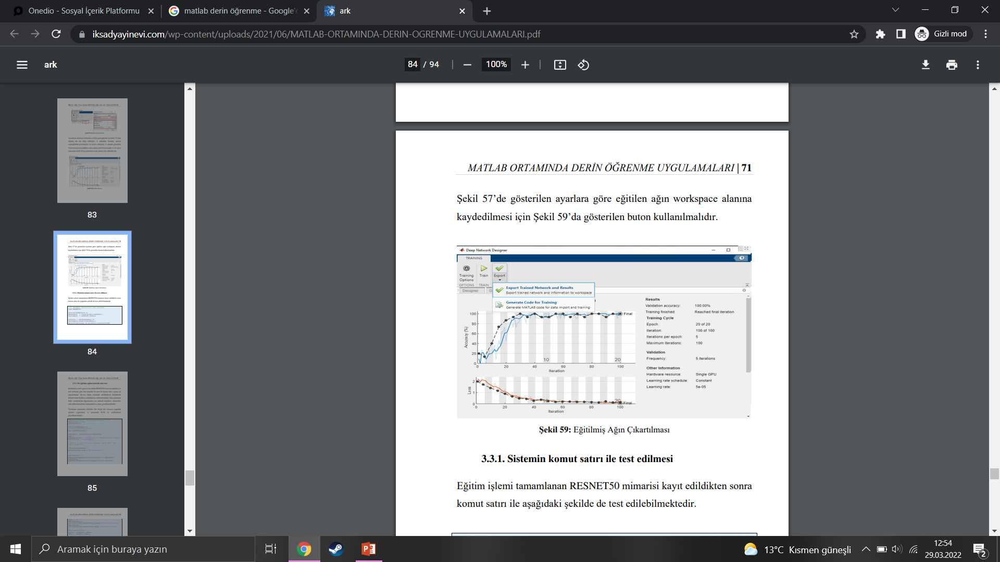 Onedio - Sosyal İçerik Platformu
matlab derin öğrenme - Google'd
ark
iksadyayinevi.com/wp-content/uploads/2021/06/MATLAB-ORTAMINDA-DERIN-OGRENME-UYGULAMALARI.pdf
Gizli mod
ark
84 / 94
100%
83
84
85
MATLAB ORTAMINDA DERİN ÖĞRENME UYGULAMALARI | 71
Şekil 57’de gösterilen ayarlara göre eğitilen ağın workspace alanına
kaydedilmesi için Şekil 59’da gösterilen buton kullanılmalıdır.
Deep Network Designer
TRAINING
Training Options
Train
Export
OPTIONS
TRAIN
Designer
Export Trained Network and Results
Export trained network and information to workspace
Generate Code for Training
Generate MATLAB code for data import and training
Results
Validation accuracy: 100.00%
Training finished: Reached final iteration
Training Cycle
Epoch: 20 of 20
Iteration: 100 of 100
Iterations per epoch: 5
Maximum iterations: 100
Validation
Frequency: 5 iterations
Other Information
Hardware resource: Single GPU
Learning rate schedule: Constant
Learning rate: 5e-05
Accuracy (%)
100
80
60
40
20
0
10
20
Final
0 20 40 60 80 100
Iteration
Loss
2
1
0
10
20
Final
0 20 40 60 80 100
Iteration
Şekil 59: Eğitilmiş Ağın Çıkartılması
3.3.1. Sistemin komut satırı ile test edilmesi
Eğitim işlemi tamamlanan RESNET50 mimarisi kayıt edildikten sonra
komut satırı ile aşağıdaki şekilde de test edilebilmektedir.
Aramak için buraya yazın
13°C Kısmen güneşli
12:54
29.03.2022
2